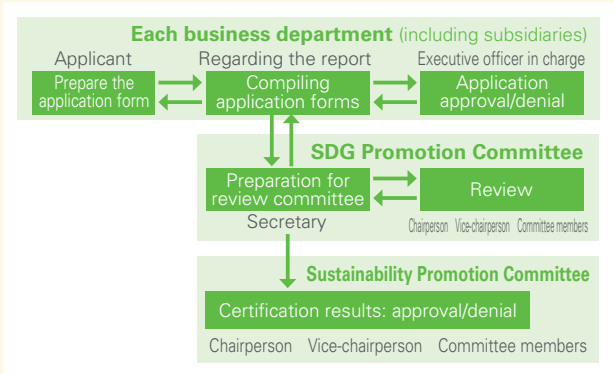 Each business department (including subsidiaries)
Applicant
Regarding the report
Executive officer in charge
Prepare the
application form
Compiling
application forms
Application
approval/denial
SDG Promotion Committee
Preparation for
review committee
Review
Secretary
Chairperson Vice-chairperson Committee members
Sustainability Promotion Committee
Certification results: approval/denial
Chairperson Vice-chairperson Committee members